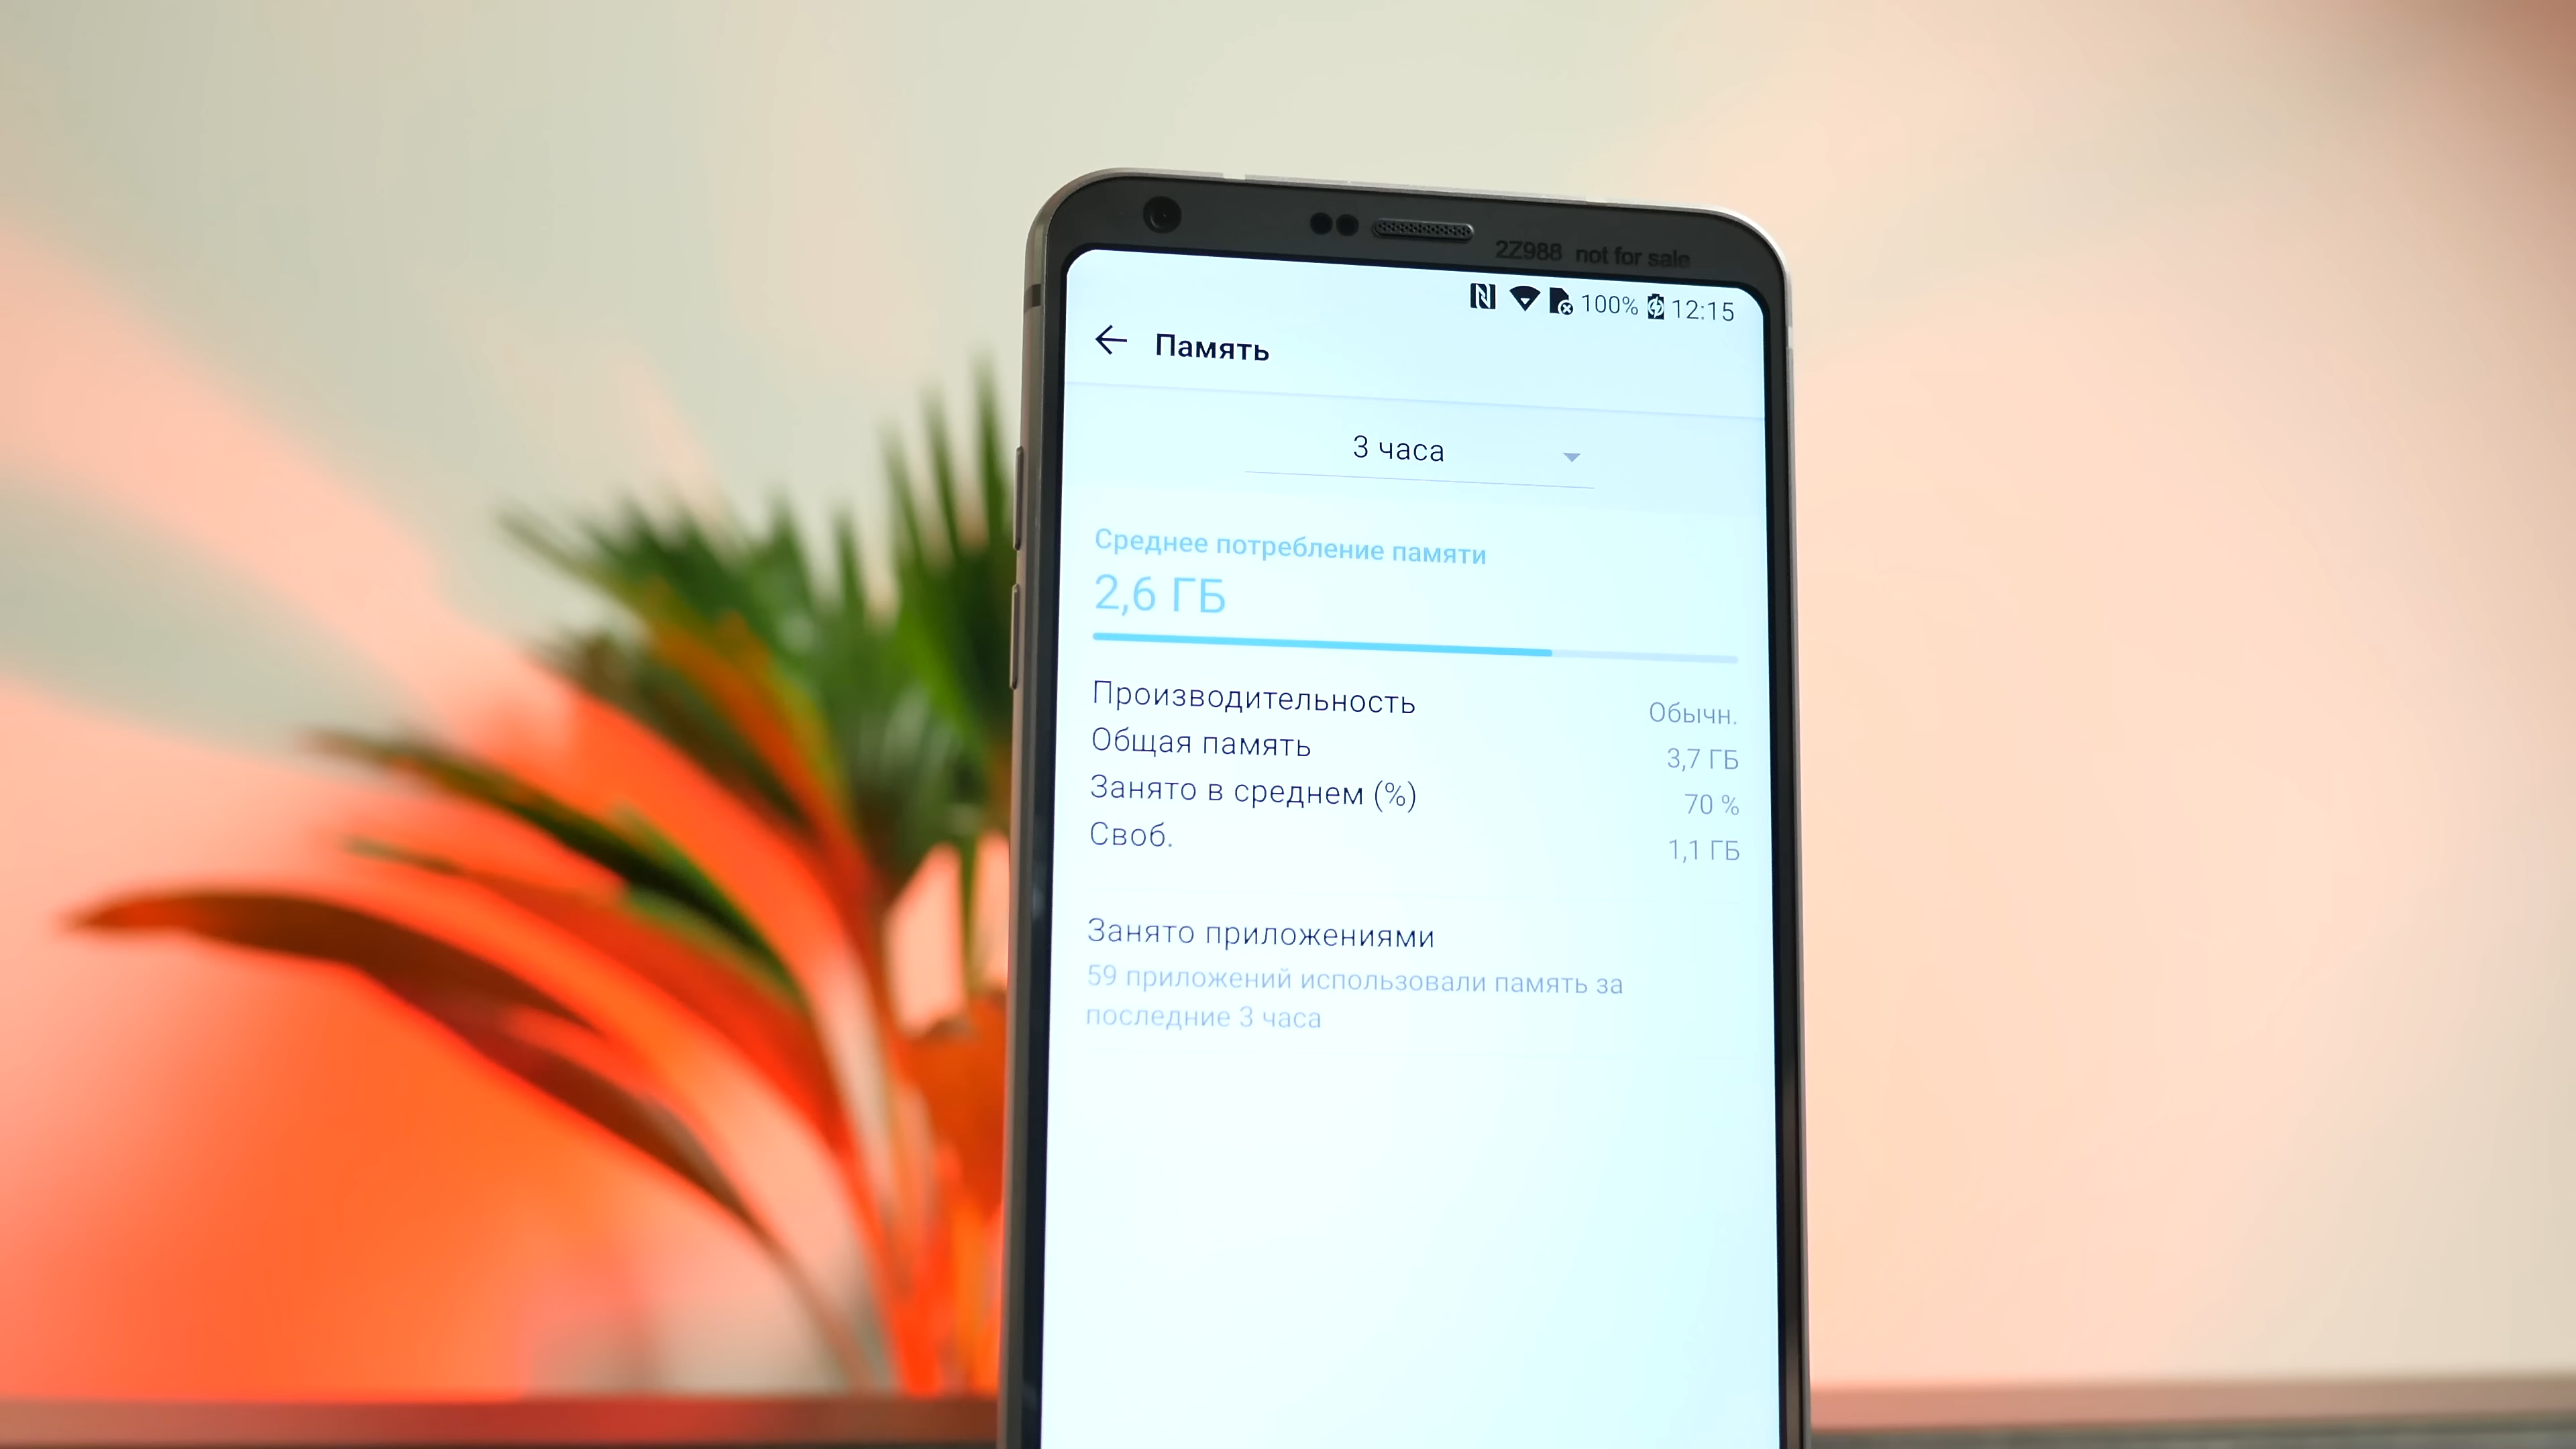 2Z988 not for sale
100% 12:15
Память
3 часа
Среднее потребление памяти
2,6 ГБ
Производительность Обычн.
Общая память 3,7 ГБ
Занято в среднем (%) 70 %
Своб. 1,1 ГБ
Занято приложениями
59 приложений использовали память за
последние 3 часа